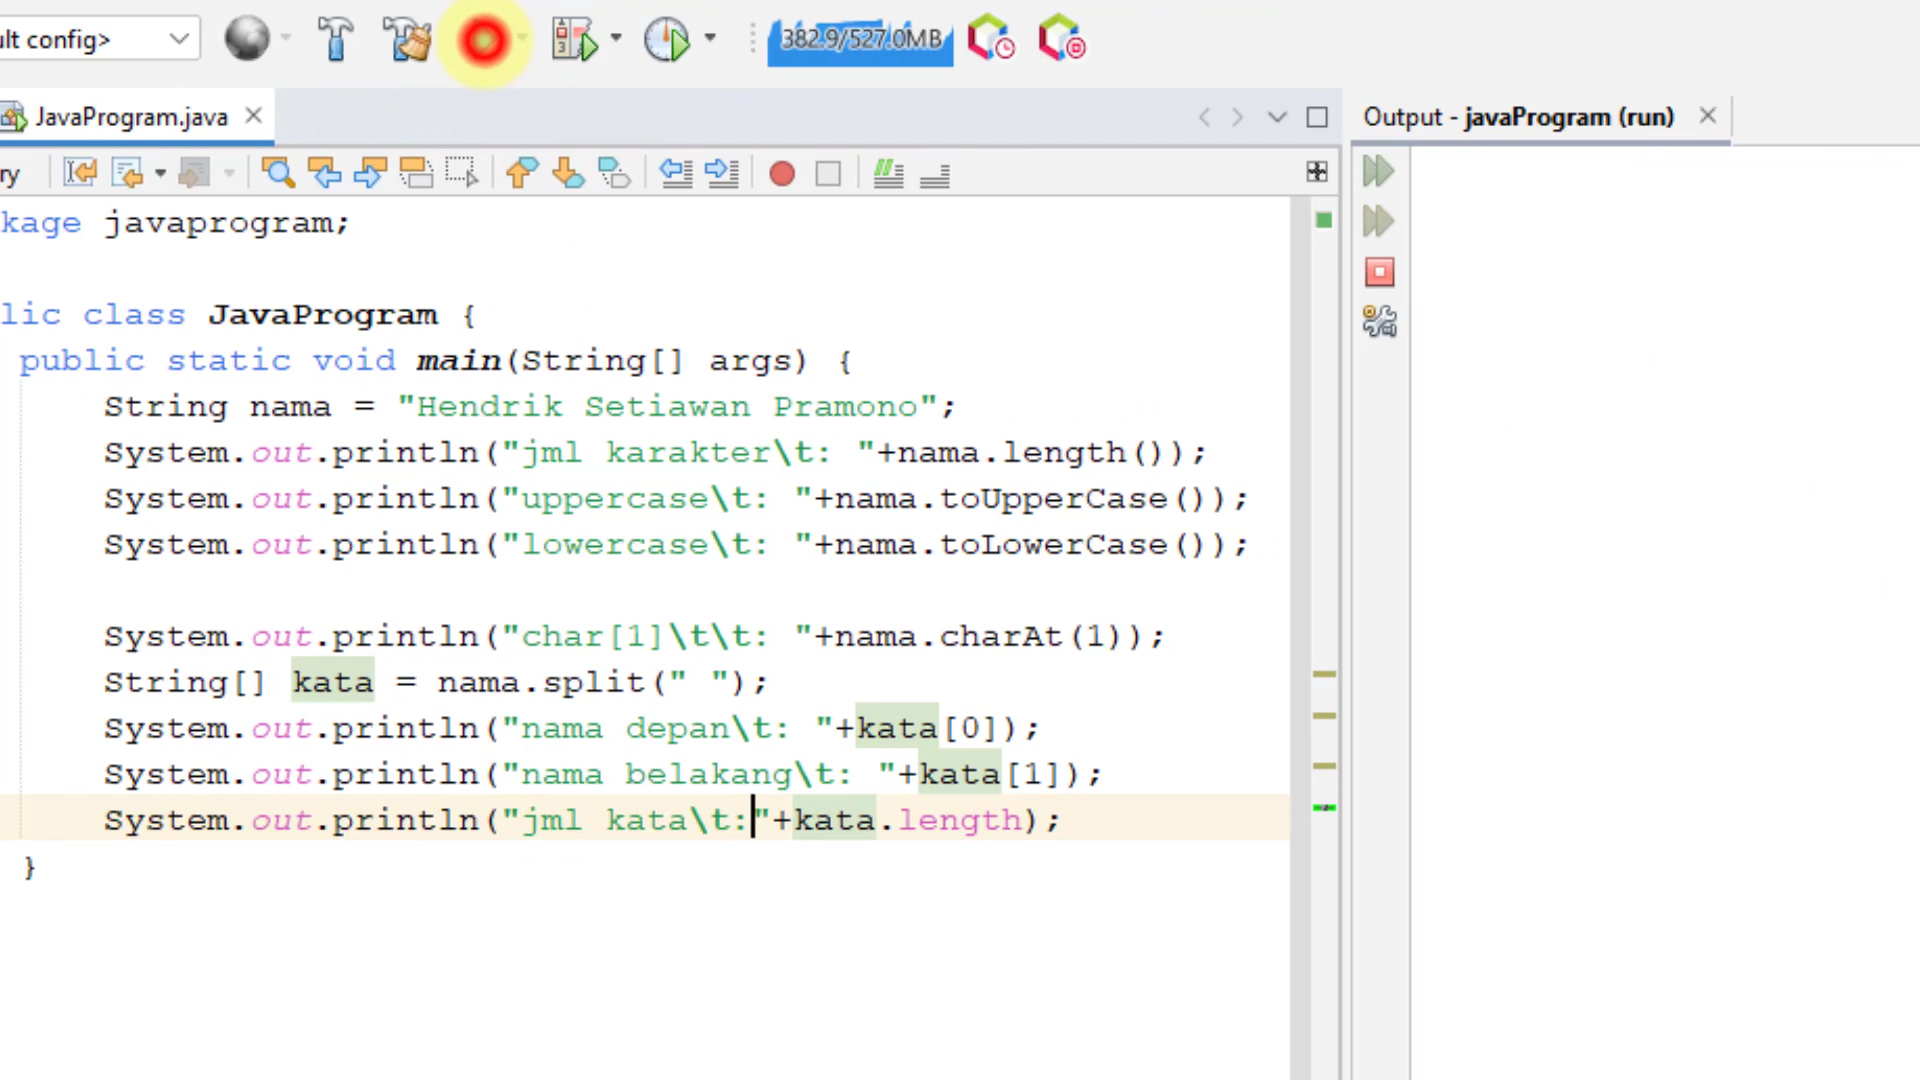 ult config>
382.9/527.0MB
JavaProgram.java
Output - javaProgram (run)
ry
kage javaprogram;
lic class JavaProgram {
public static void main(String[] args) {
String nama = "Hendrik Setiawan Pramono";
System.out.println("jml karakter\t: "+nama.length());
System.out.println("uppercase\t: "+nama.toUpperCase());
System.out.println("lowercase\t: "+nama.toLowerCase());
System.out.println("char[1]\t\t: "+nama.charAt(1));
String[] kata = nama.split(" ");
System.out.println("nama depan\t: "+kata[0]);
System.out.println("nama belakang\t: "+kata[1]);
System.out.println("jml kata\t:"+kata.length);
}